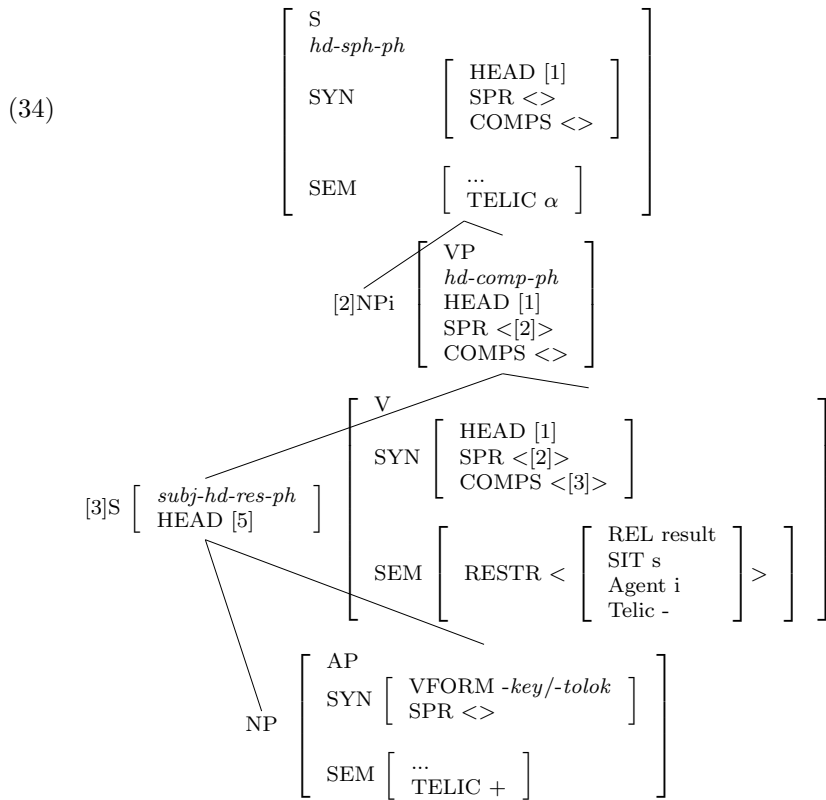 (34)
S
hd-sph-ph
SYN
HEAD [1]
SPR <>
COMPS <>
SEM
...
TELIC α
[2]NPi
VP
hd-comp-ph
HEAD [1]
SPR <[2]>
COMPS <>
[3]S
subj-hd-res-ph
HEAD [5]
V
SYN
HEAD [1]
SPR <[2]>
COMPS <[3]>
SEM
RESTR <
REL result
SIT s
Agent i
Telic -
>
NP
AP
SYN
VFORM -key/-tolok
SPR <>
SEM
...
TELIC +